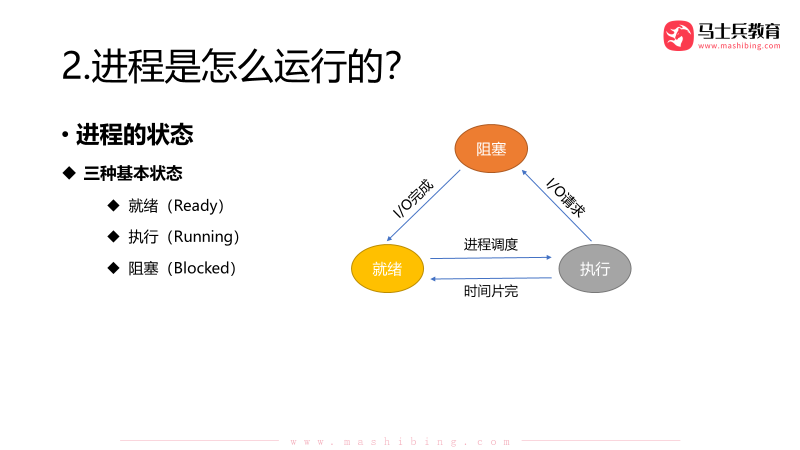 马士兵教育
www.mashibing.com
2.进程是怎么运行的?
• 进程的状态
◆ 三种基本状态
◆ 就绪（Ready）
◆ 执行（Running）
◆ 阻塞（Blocked）
阻塞
I/O完成
I/O请求
进程调度
就绪
执行
时间片完
www.mashibing.com